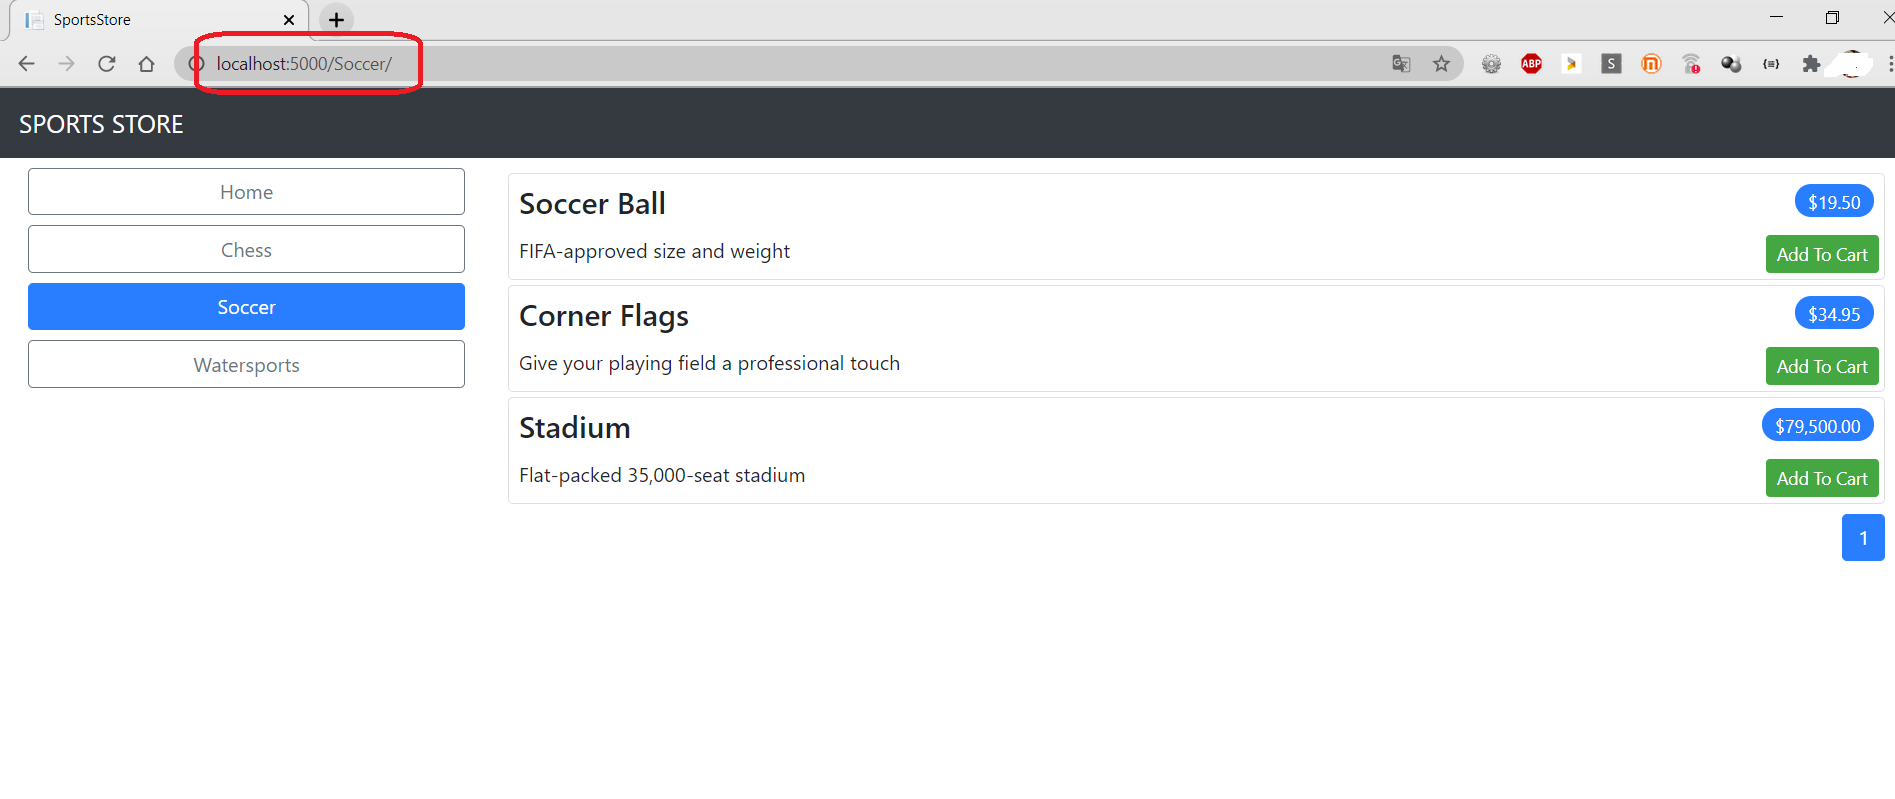 SportsStore
localhost:5000/Soccer/
ABP
S
SPORTS STORE
Home
Chess
Soccer
Watersports
Soccer Ball
$19.50
FIFA-approved size and weight
Add To Cart
Corner Flags
$34.95
Give your playing field a professional touch
Add To Cart
Stadium
$79,500.00
Flat-packed 35,000-seat stadium
Add To Cart
1